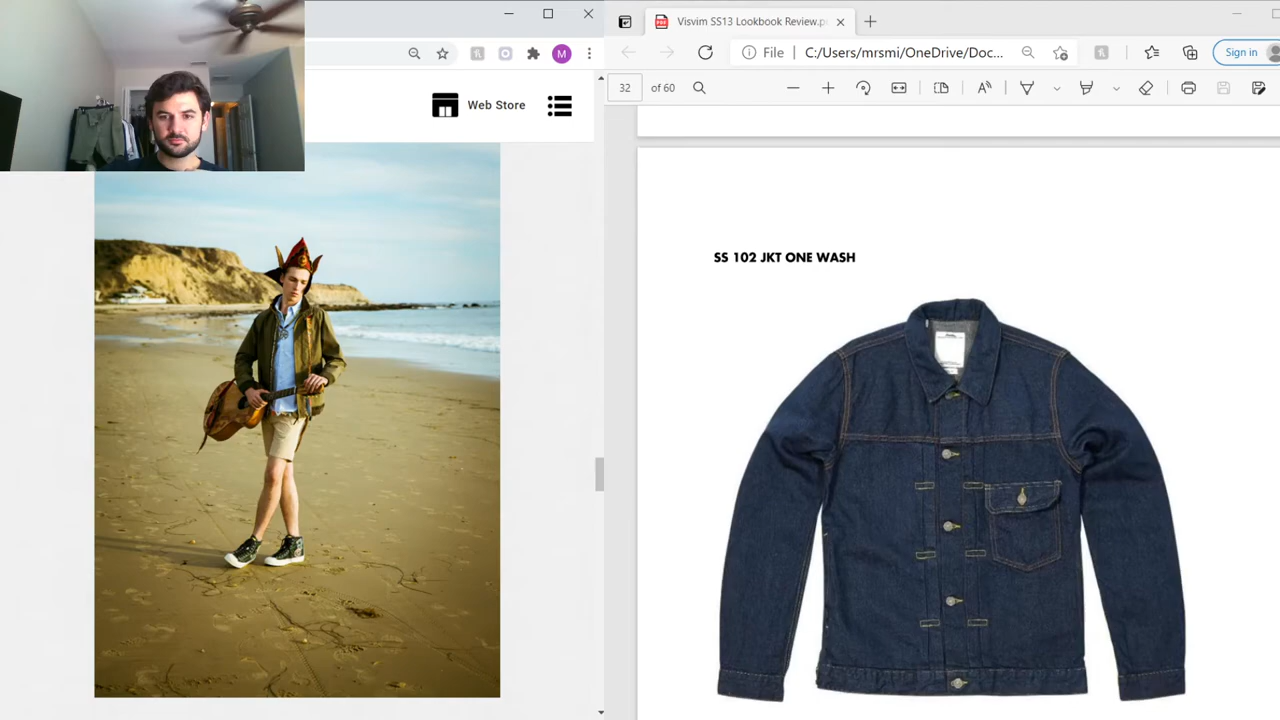 Visvim SS13 Lookbook Review.p
File
C:/Users/mrsmi/OneDrive/Doc...
Sign in
M
32
of 60
Web Store
SS 102 JKT ONE WASH